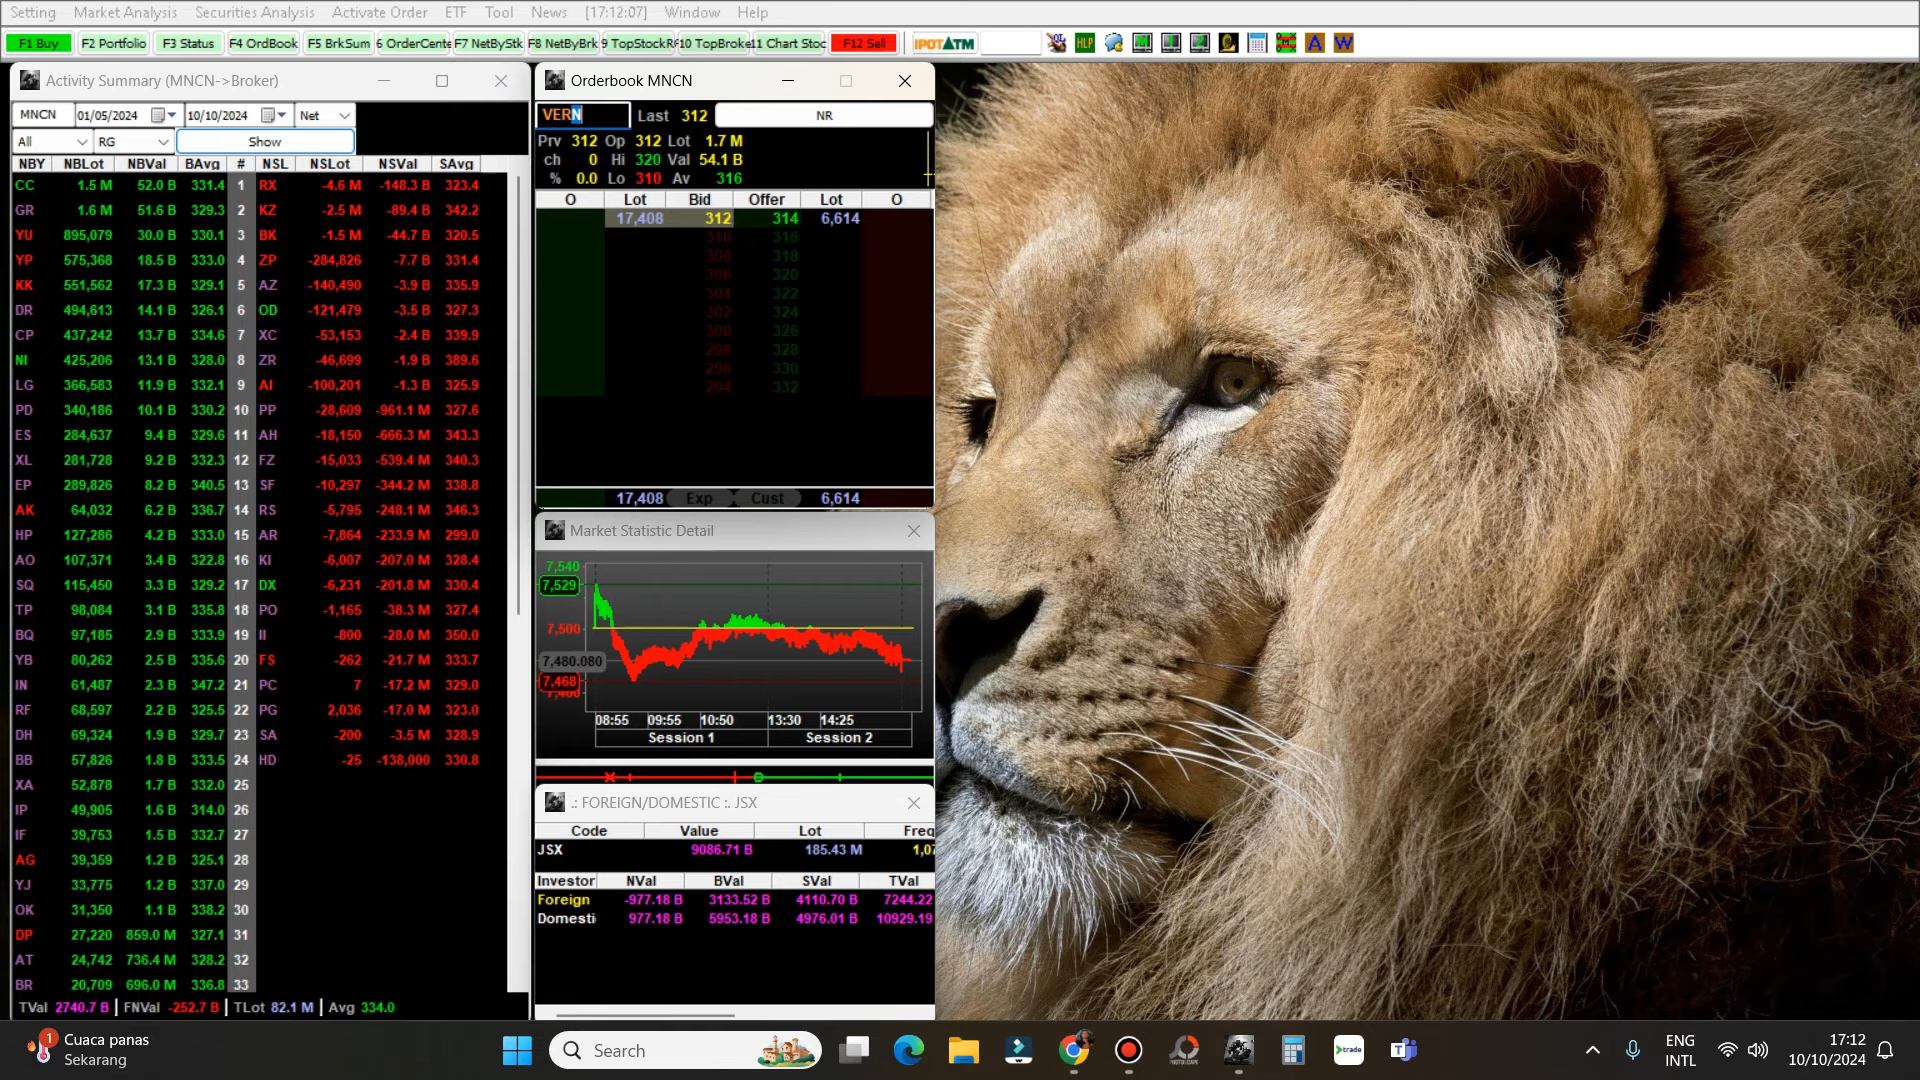 Setting Market Analysis Securities Analysis Activate Order ETF Tool News [17:12:07] Window Help
F1 Buy F2 Portfolio F3 Status F4 OrdBook F5 BrkSum 6 OrderCente F7 NetByStk F8 NetByBrk 9 TopStockRF 10 TopBroke 11 Chart Stoc F12 Sell IPOTATM HLP A W
Activity Summary (MNCN->Broker)
MNCN 01/05/2024 10/10/2024 Net
All RG Show
NBY NBLot NBVal BAvg # NSL NSLot NSVal SAvg
CC 1.5 M 52.0 B 331.4 1 RX -4.6 M -148.3 B 323.4
GR 1.6 M 51.6 B 329.3 2 KZ -2.5 M -89.4 B 342.2
YU 895,079 30.0 B 330.1 3 BK -1.5 M -44.7 B 320.5
YP 575,368 18.5 B 333.0 4 ZP -284,826 -7.7 B 331.4
KK 551,562 17.3 B 329.1 5 AZ -140,490 -3.9 B 335.9
DR 494,613 14.1 B 326.1 6 OD -121,479 -3.5 B 327.3
CP 437,242 13.7 B 334.6 7 XC -53,153 -2.4 B 339.9
NI 425,206 13.1 B 328.0 8 ZR -46,699 -1.9 B 389.6
LG 366,583 11.9 B 332.1 9 AI -100,201 -1.3 B 325.9
PD 340,186 10.1 B 330.2 10 PP -28,609 -961.1 M 327.6
ES 284,637 9.4 B 329.6 11 AH -18,150 -666.3 M 343.3
XL 281,728 9.2 B 332.3 12 FZ -15,033 -539.4 M 340.3
EP 289,826 8.2 B 340.5 13 SF -10,297 -344.2 M 338.8
AK 64,032 6.2 B 336.7 14 RS -5,795 -248.1 M 346.3
HP 127,286 4.2 B 333.0 15 AR -7,864 -233.9 M 299.0
AO 107,371 3.4 B 322.8 16 KI -6,007 -207.0 M 328.4
SQ 115,450 3.3 B 329.2 17 DX -6,231 -201.8 M 330.4
TP 98,084 3.1 B 335.8 18 PO -1,165 -38.3 M 327.4
BQ 97,185 2.9 B 333.9 19 II -800 -28.0 M 350.0
YB 80,262 2.5 B 335.6 20 FS -262 -21.7 M 333.7
IN 61,487 2.3 B 347.2 21 PC 7 -17.2 M 329.0
RF 68,597 2.2 B 325.5 22 PG 2,036 -17.0 M 323.0
DH 69,324 1.9 B 329.7 23 SA -200 -3.5 M 328.9
BB 57,826 1.8 B 333.5 24 HD -25 -138,000 330.8
XA 52,878 1.7 B 332.0 25
IP 49,905 1.6 B 314.0 26
IF 39,753 1.5 B 332.7 27
AG 39,359 1.2 B 325.1 28
YJ 33,775 1.2 B 337.0 29
OK 31,350 1.1 B 338.2 30
DP 27,220 859.0 M 327.1 31
AT 24,742 736.4 M 328.2 32
BR 20,709 696.0 M 336.8 33
TVal 2740.7 B FNVal -252.7 B TLot 82.1 M Avg 334.0
Orderbook MNCN
VERN Last 312 NR
Prv 312 Op 312 Lot 1.7 M
ch 0 Hi 320 Val 54.1 B
% 0.0 Lo 310 Av 316
O Lot Bid Offer Lot O
17,408 312 314 6,614
310 316
308 318
306 320
304 322
302 324
300 326
298 328
296 330
294 332
17,408 Exp Cust 6,614
Market Statistic Detail
7,540
7,529
7,500
7,480.080
7,468
08:55 09:55 10:50 13:30 14:25
Session 1 Session 2
.: FOREIGN/DOMESTIC :. JSX
Code Value Lot Freq
JSX 9086.71 B 185.43 M 1,07
Investor NVal BVal SVal TVal
Foreign -977.18 B 3133.52 B 4110.70 B 7244.22
Domesti 977.18 B 5953.18 B 4976.01 B 10929.19
1 Cuaca panas
Sekarang
Search
trade
ENG
INTL
17:12
10/10/2024